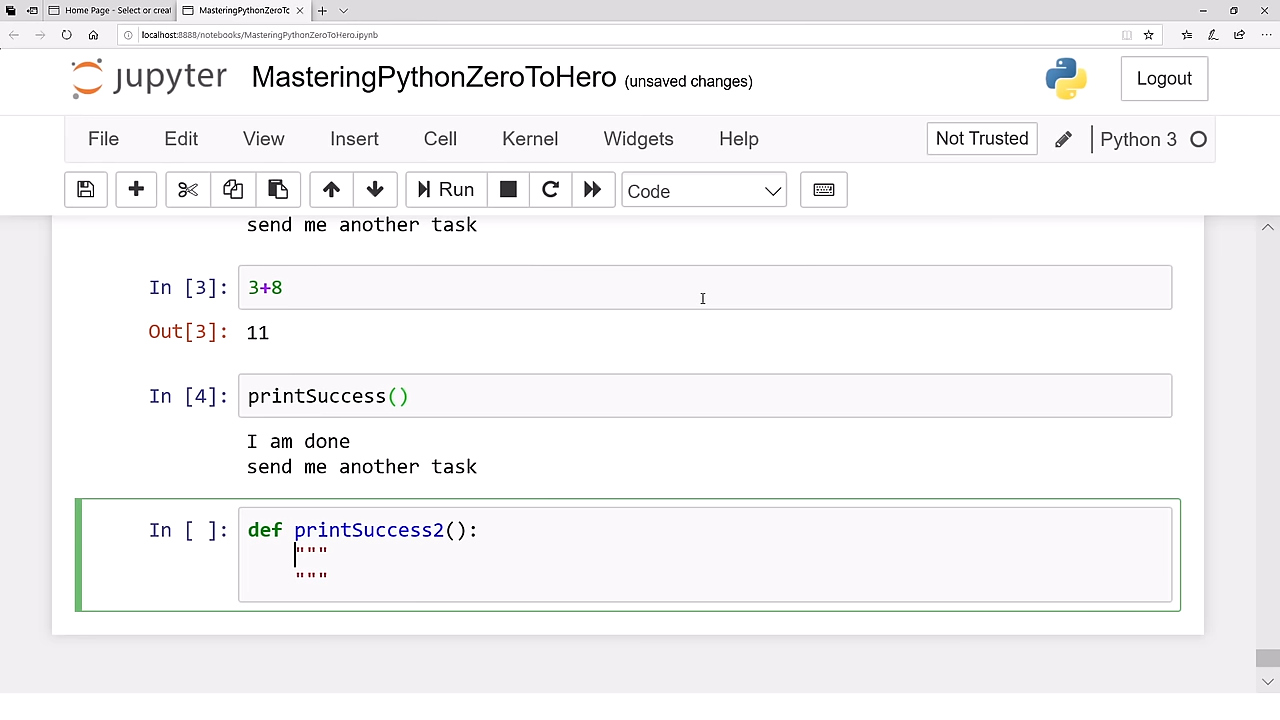 Home Page - Select or creat
MasteringPythonZeroTo
localhost:8888/notebooks/MasteringPythonZeroToHero.ipynb
jupyter MasteringPythonZeroToHero (unsaved changes)
Logout
File Edit View Insert Cell Kernel Widgets Help
Not Trusted
Python 3
Run
Code
send me another task
In [3]: 3+8
Out[3]: 11
In [4]: printSuccess()
I am done
send me another task
In [ ]: def printSuccess2():
"""
"""